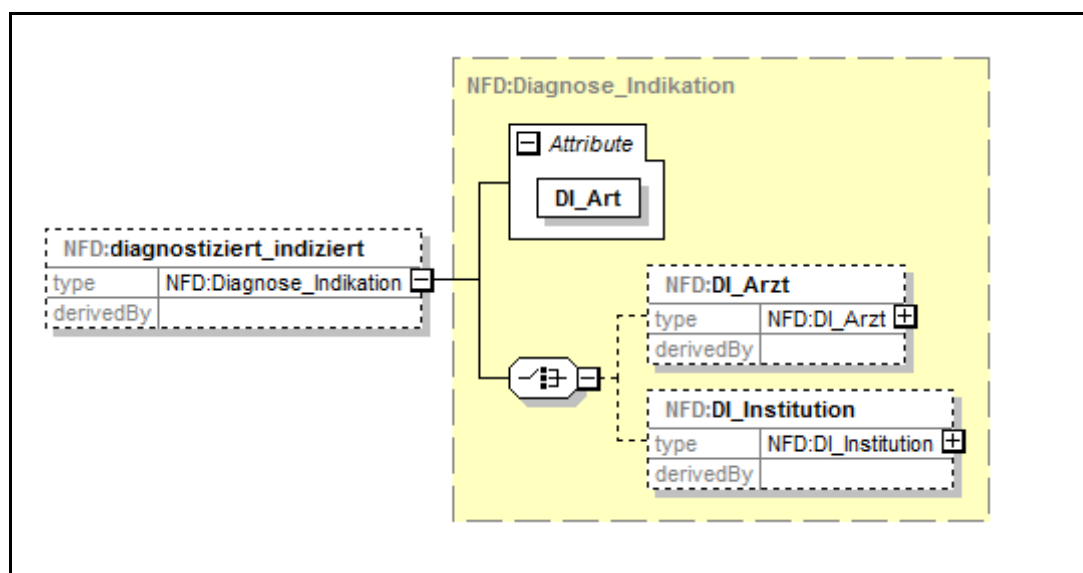 NFD:Diagnose_Indikation
Attribute
DI_Art
NFD:diagnostiziert_indiziert
type NFD:Diagnose_Indikation
derivedBy
NFD:DI_Arzt
type NFD:DI_Arzt
derivedBy
NFD:DI_Institution
type NFD:DI_Institution
derivedBy